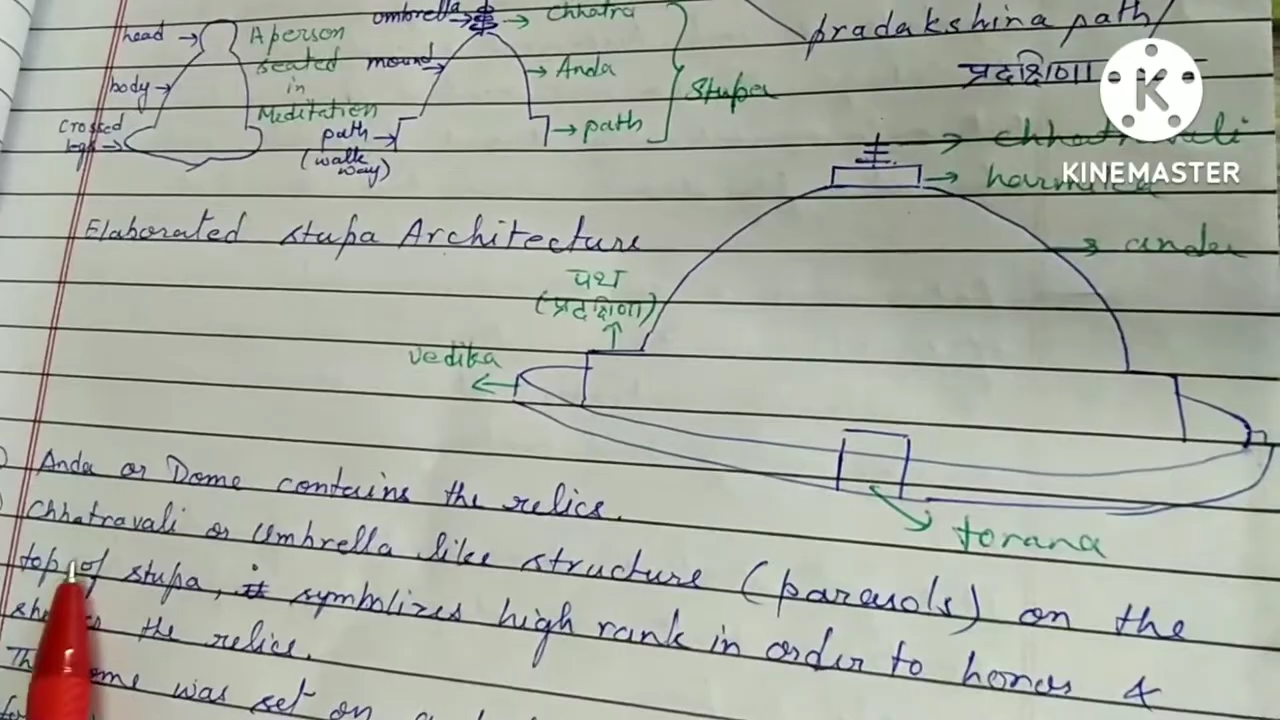 head
body
crossed legs
A person seated in Meditation
umbrella
mound
path (walk way)
Chhatra
Anda
path
Stupa
pradakshina path/
प्रदक्षिणा
K
KINEMASTER
Elaborated stupa Architecture
chhatravali
harmika
anda
पथ
(प्रदक्षिणा)
vedika
torana
Anda or Dome contains the relics.
Chhatravali or Umbrella like structure (parasols) on the
top of stupa, it symbolizes high rank in order to honor &
the relics.
was set on